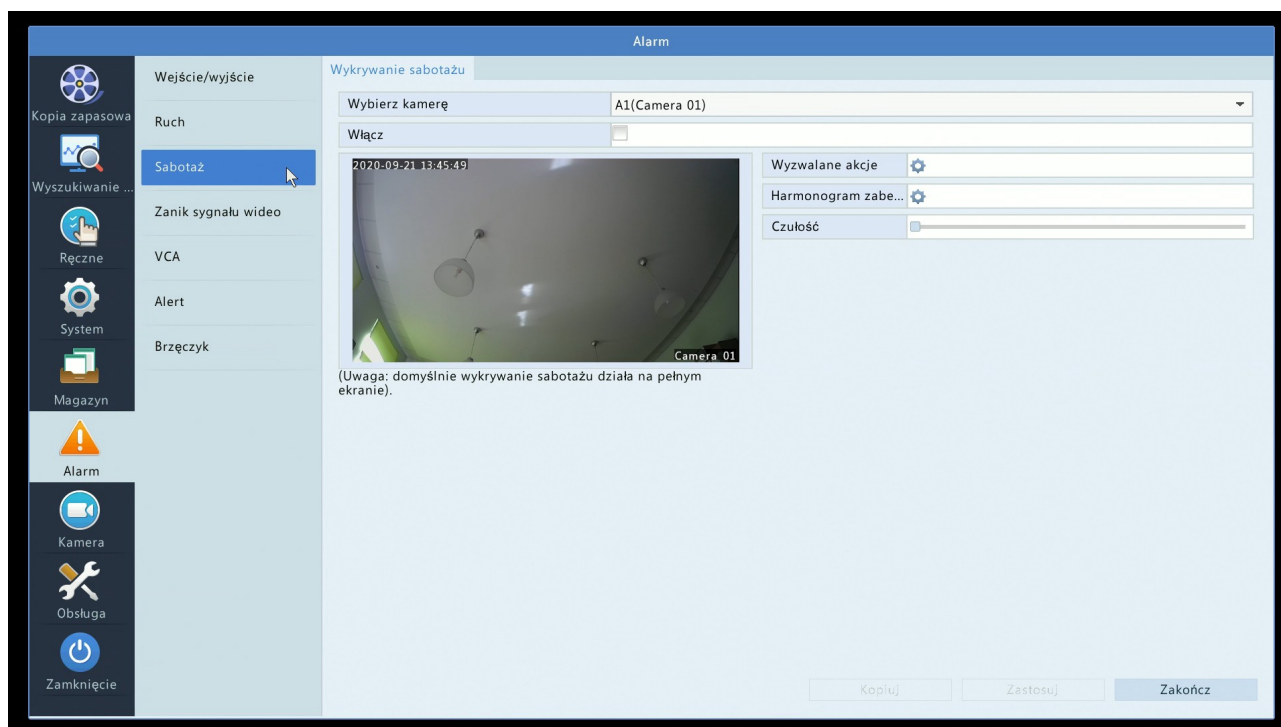 Alarm
Kopia zapasowa
Wyszukiwanie ...
Ręczne
System
Magazyn
Alarm
Kamera
Obsługa
Zamknięcie
Wejście/wyjście
Ruch
Sabotaż
Zanik sygnału wideo
VCA
Alert
Brzęczyk
Wykrywanie sabotażu
Wybierz kamerę A1(Camera 01)
Włącz
2020-09-21 13:45:49
Camera 01
(Uwaga: domyślnie wykrywanie sabotażu działa na pełnym
ekranie).
Wyzwalane akcje
Harmonogram zabe...
Czułość
Kopiuj Zastosuj Zakończ